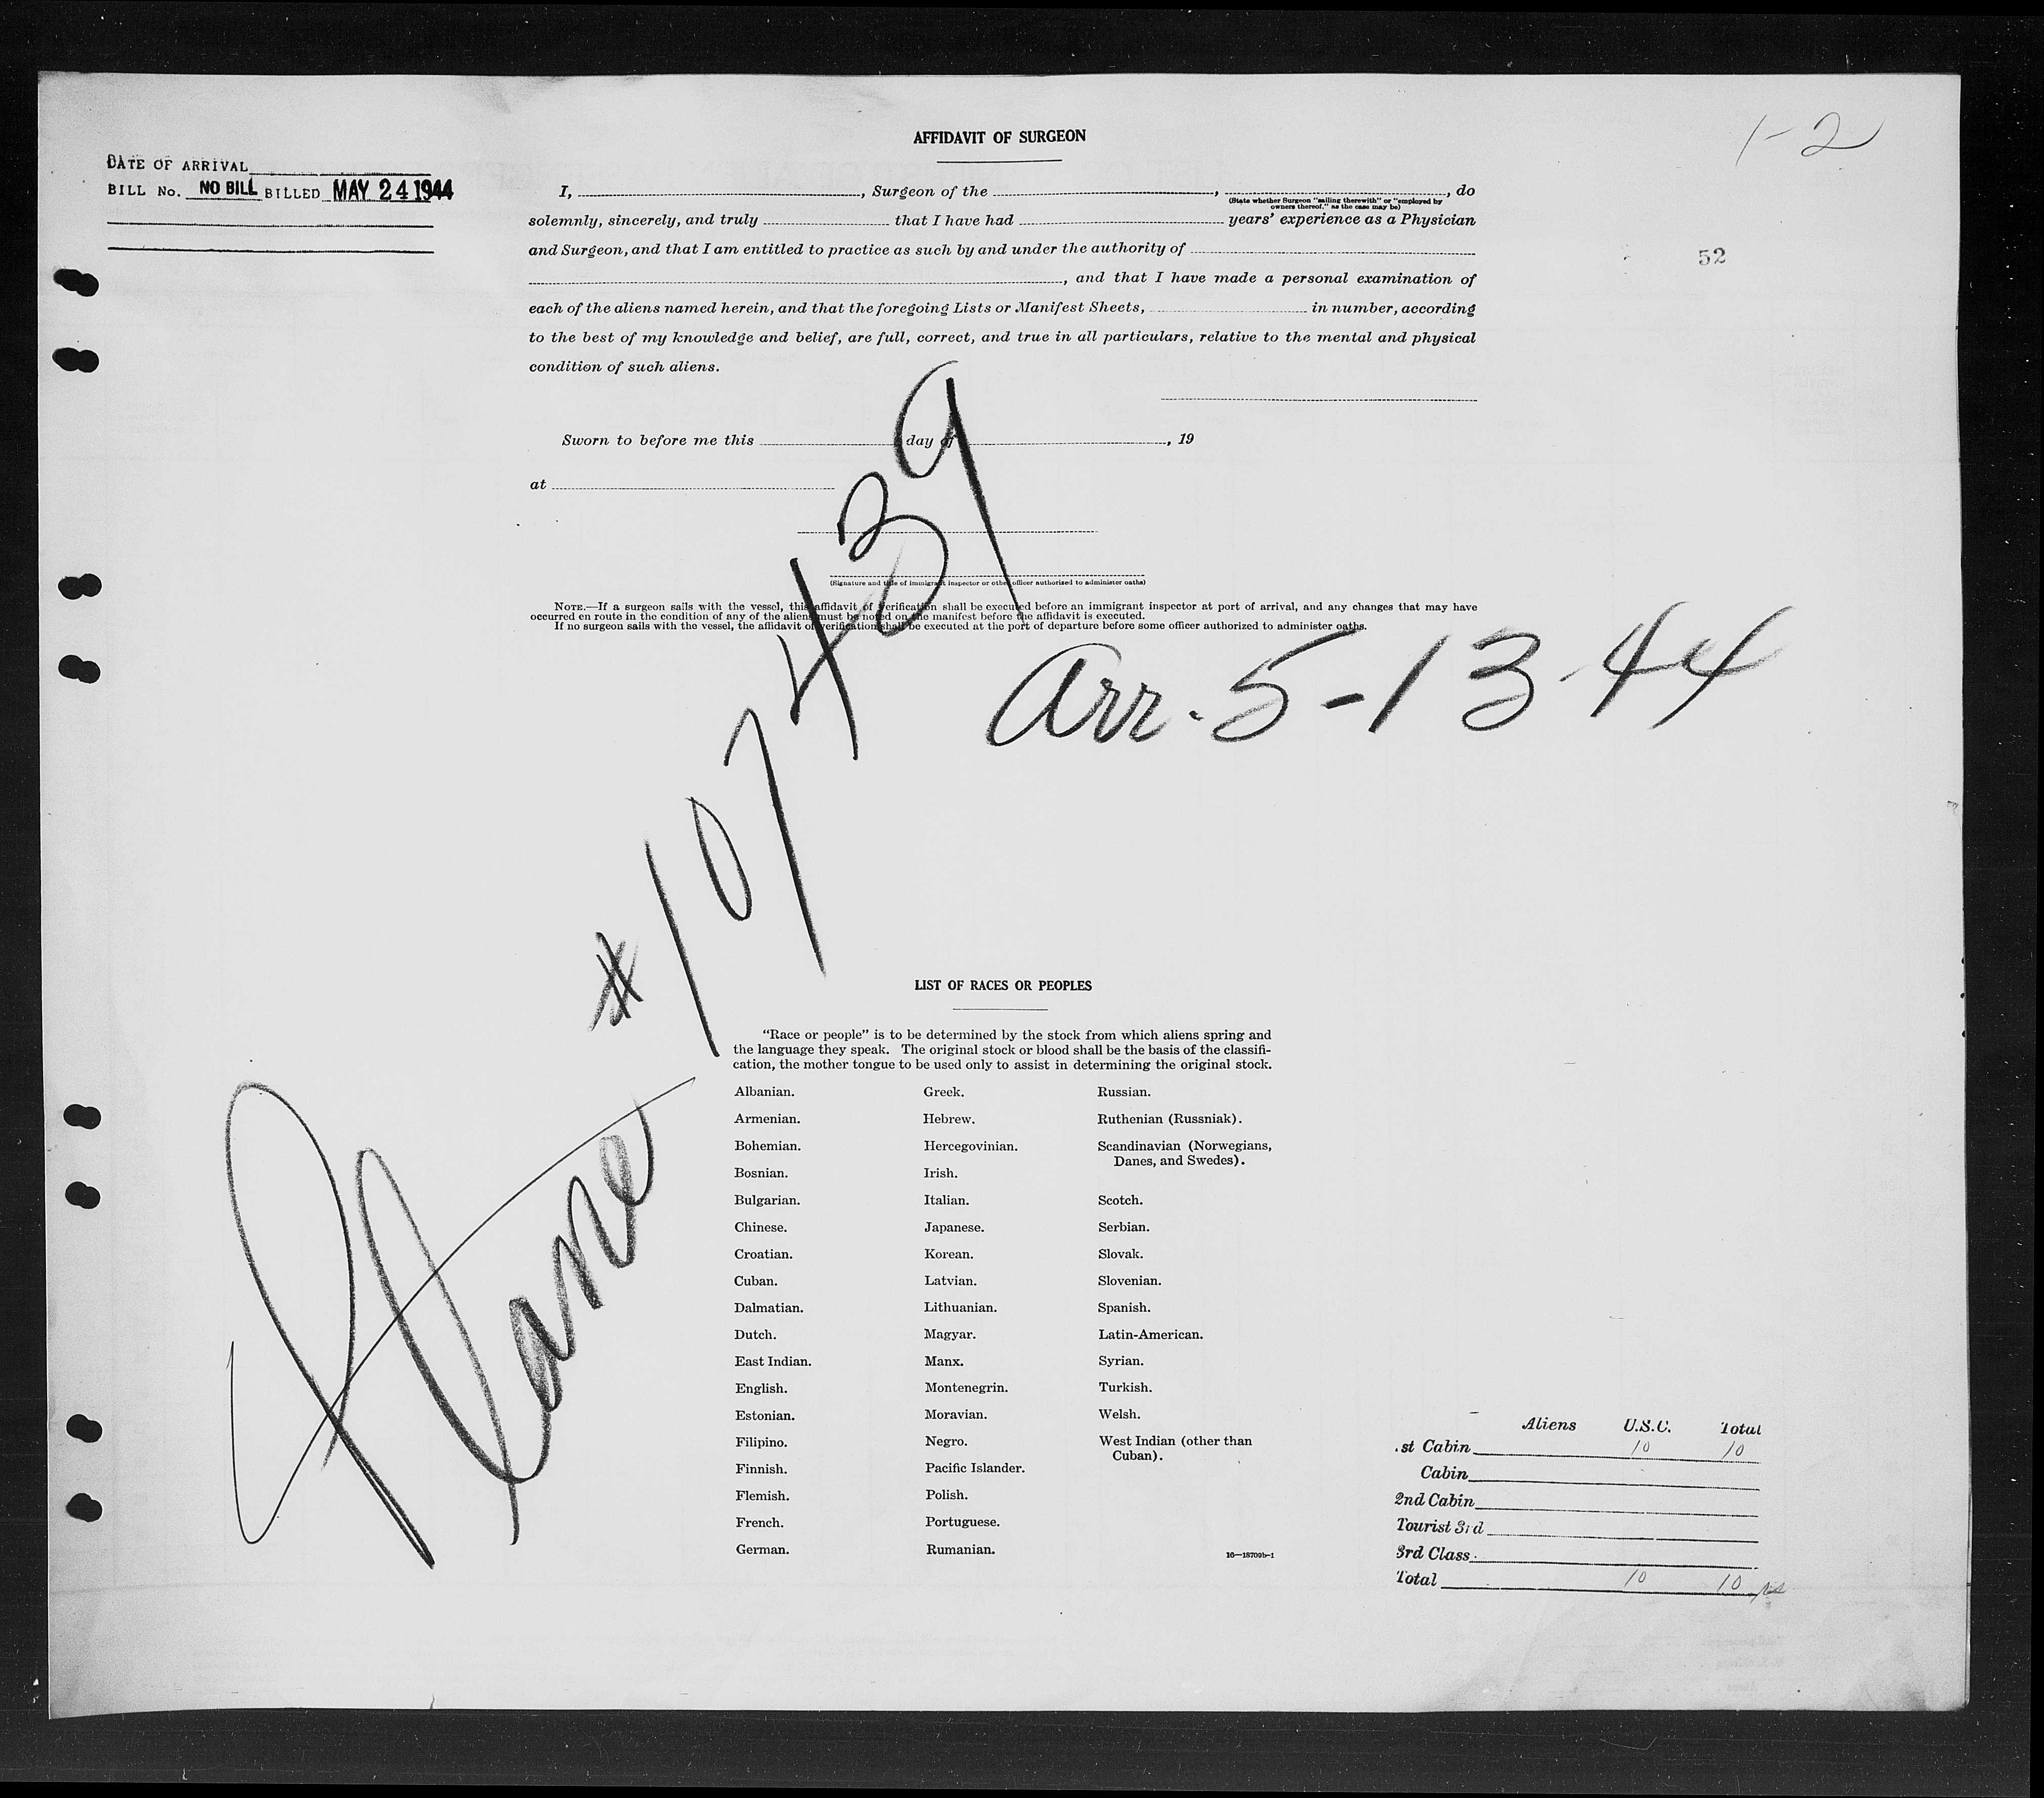 AFFIDAVIT OF SURGEON
1-2
DATE OF ARRIVAL
BILL No. NO BILL BILLED MAY 24 1944
52
I, , Surgeon of the , , do
(State whether Surgeon "sailing therewith" or "employed by
owners thereof," as the case may be)
solemnly, sincerely, and truly that I have had years' experience as a Physician
and Surgeon, and that I am entitled to practice as such by and under the authority of
, and that I have made a personal examination of
each of the aliens named herein, and that the foregoing Lists or Manifest Sheets, in number, according
to the best of my knowledge and belief, are full, correct, and true in all particulars, relative to the mental and physical
condition of such aliens.
Sworn to before me this day of , 19
at
(Signature and title of immigrant inspector or other officer authorized to administer oaths)
NOTE.—If a surgeon sails with the vessel, this affidavit of verification shall be executed before an immigrant inspector at port of arrival, and any changes that may have
occurred en route in the condition of any of the aliens must be noted on the manifest before the affidavit is executed.
If no surgeon sails with the vessel, the affidavit of verification shall be executed at the port of departure before some officer authorized to administer oaths.
Arr. 5-13-44
Plane #107439
LIST OF RACES OR PEOPLES
"Race or people" is to be determined by the stock from which aliens spring and
the language they speak. The original stock or blood shall be the basis of the classifi-
cation, the mother tongue to be used only to assist in determining the original stock.
Albanian.
Armenian.
Bohemian.
Bosnian.
Bulgarian.
Chinese.
Croatian.
Cuban.
Dalmatian.
Dutch.
East Indian.
English.
Estonian.
Filipino.
Finnish.
Flemish.
French.
German.
Greek.
Hebrew.
Hercegovinian.
Irish.
Italian.
Japanese.
Korean.
Latvian.
Lithuanian.
Magyar.
Manx.
Montenegrin.
Moravian.
Negro.
Pacific Islander.
Polish.
Portuguese.
Rumanian.
Russian.
Ruthenian (Russniak).
Scandinavian (Norwegians,
Danes, and Swedes).
Scotch.
Serbian.
Slovak.
Slovenian.
Spanish.
Latin-American.
Syrian.
Turkish.
Welsh.
West Indian (other than
Cuban).
16—18709b-1
Aliens U.S.C. Total
st Cabin 10 10
Cabin
2nd Cabin
Tourist 3rd
3rd Class
Total 10 10